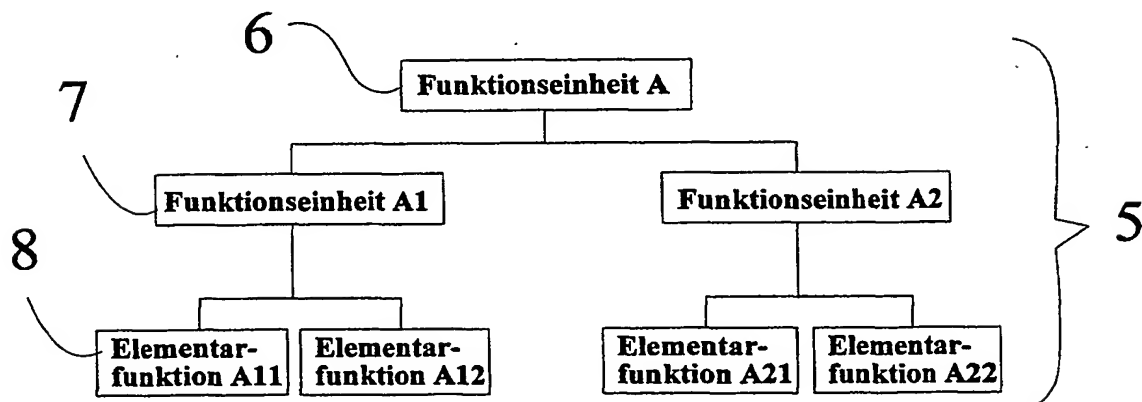 6
Funktionseinheit A
7
Funktionseinheit A1
Funktionseinheit A2
5
8
Elementar-
funktion A11
Elementar-
funktion A12
Elementar-
funktion A21
Elementar-
funktion A22